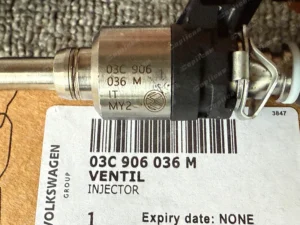 03C 906
036 M
IT
MY2
3847
VOLKSWAGEN
GROUP
03C 906 036 M
VENTIL
INJECTOR
1
Expiry date: NONE